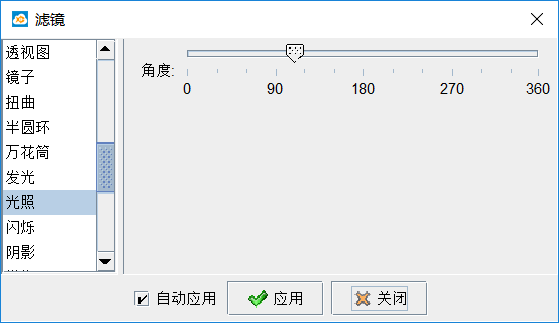 滤镜
透视图
镜子
扭曲
半圆环
万花筒
发光
光照
闪烁
阴影
角度:
0 90 180 270 360
自动应用 应用 关闭